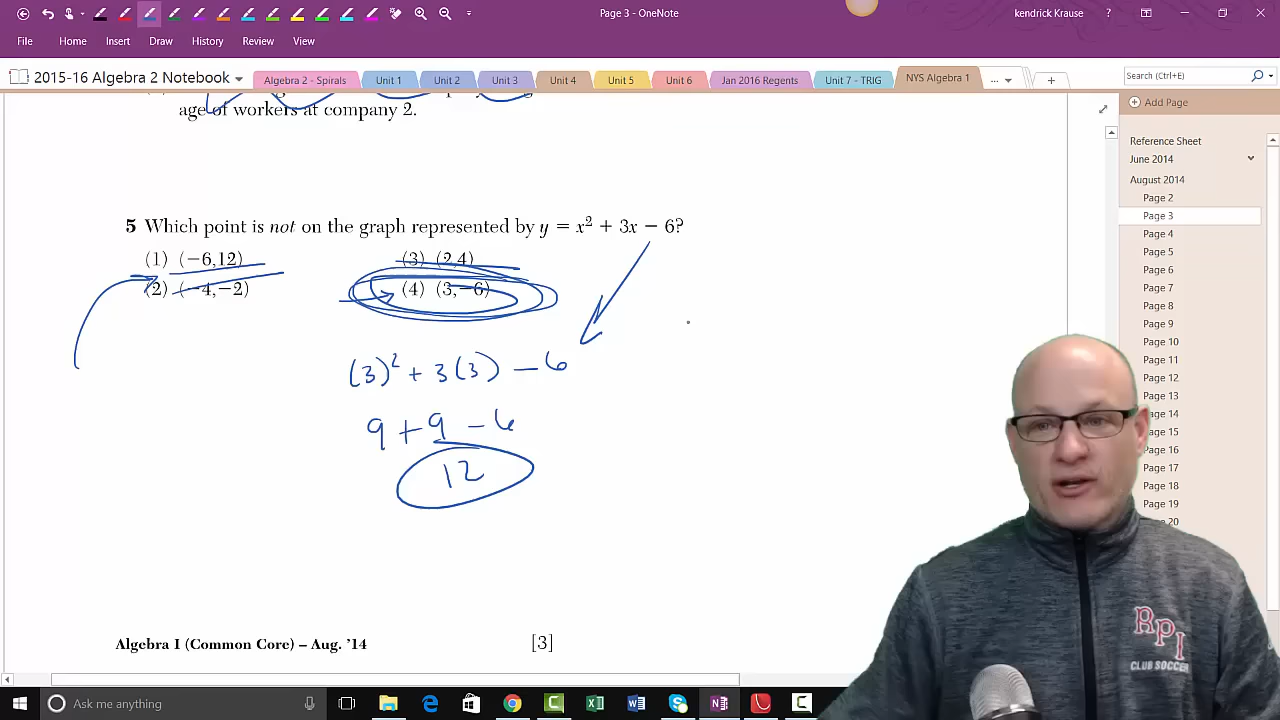 Page 3 - OneNote
kendrick Krause
?
File Home Insert Draw History Review View
2015-16 Algebra 2 Notebook
Algebra 2 - Spirals
Unit 1
Unit 2
Unit 3
Unit 4
Unit 5
Unit 6
Jan 2016 Regents
Unit 7 - TRIG
NYS Algebra 1
...
+
Search (Ctrl+E)
Add Page
age of workers at company 2.
5 Which point is not on the graph represented by y = x² + 3x − 6?
(1) (−6,12)
(2) (−4,−2)
(3) (2,4)
(4) (3,−6)
(3)² + 3(3) − 6
9 + 9 − 6
12
Algebra I (Common Core) – Aug. '14
[3]
Reference Sheet
June 2014
August 2014
Page 2
Page 3
Page 4
Page 5
Page 6
Page 7
Page 8
Page 9
Page 10
Page 11
Page 12
Page 13
Page 14
Page 15
Page 16
Page 17
Page 18
Page 19
20
RPI
CLUB SOCCER
Ask me anything